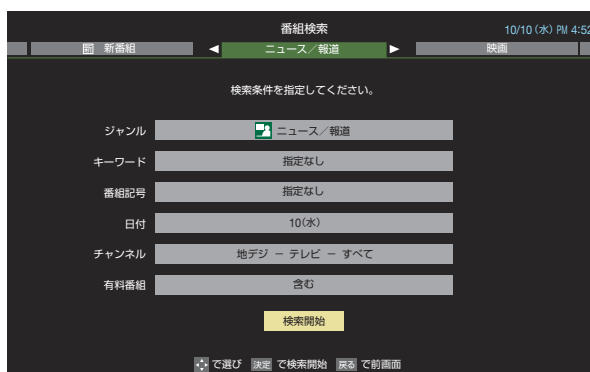 番組検索
10/10(水) PM 4:52
新番組
ニュース／報道
映画
検索条件を指定してください。
ジャンル ニュース／報道
キーワード 指定なし
番組記号 指定なし
日付 10(水)
チャンネル 地デジ － テレビ － すべて
有料番組 含む
検索開始
で選び 決定 で検索開始 戻る で前画面